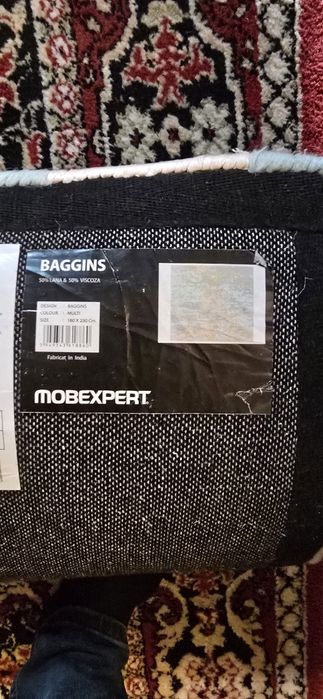 BAGGINS
50% LANA & 50% VISCOZA
DESIGN : BAGGINS
COLOUR : MULTI
SIZE : 160 X 230 Cm.
Fabricat in India
MOBEXPERT